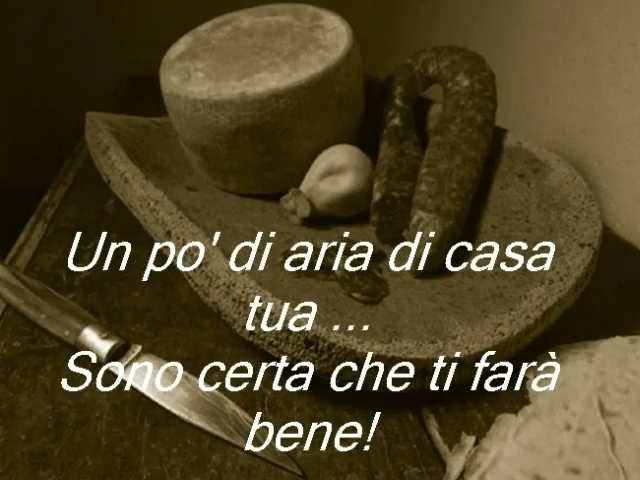 Un po' di aria di casa
tua ...
Sono certa che ti farà
bene!